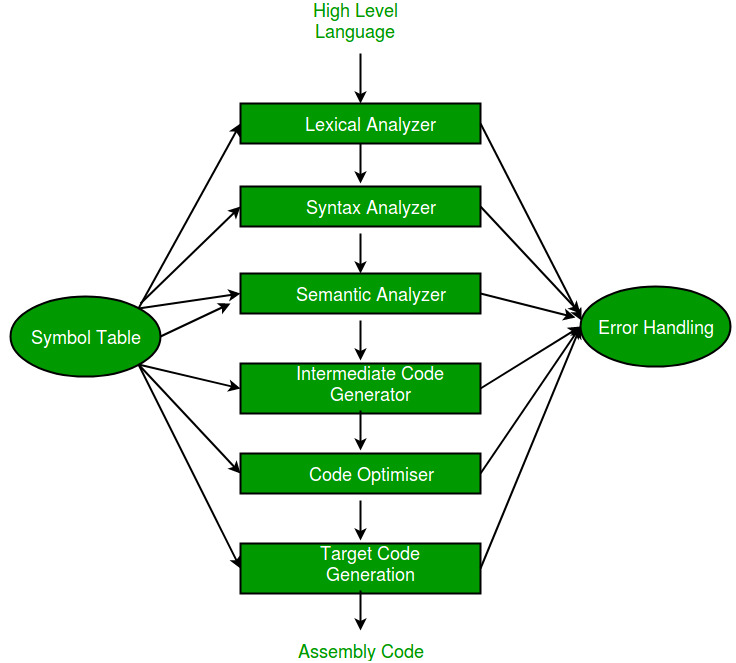 High Level
Language
Lexical Analyzer
Syntax Analyzer
Semantic Analyzer
Symbol Table
Error Handling
Intermediate Code
Generator
Code Optimiser
Target Code
Generation
Assembly Code